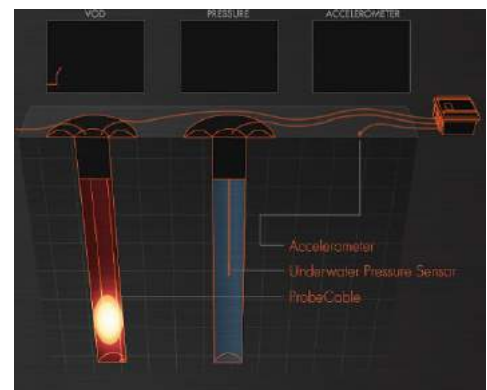 VOD
PRESSURE
ACCELEROMETER
Accelerometer
Underwater Pressure Sensor
ProbeCable